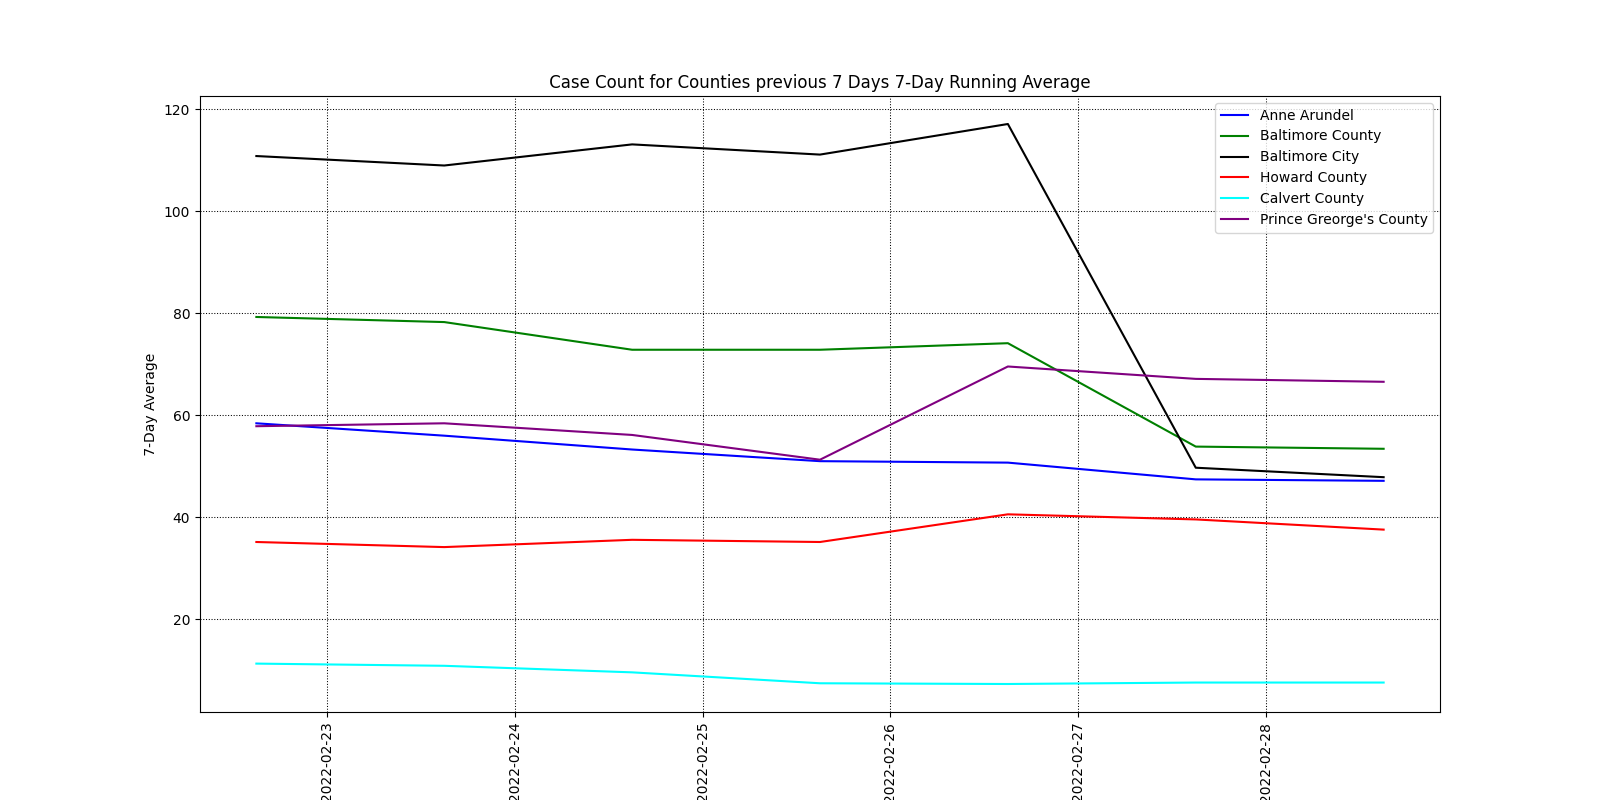 Case Count for Counties previous 7 Days 7-Day Running Average
120
100
80
60
40
20
7-Day Average
Anne Arundel
Baltimore County
Baltimore City
Howard County
Calvert County
Prince Greorge's County
2022-02-23
2022-02-24
2022-02-25
2022-02-26
2022-02-27
2022-02-28